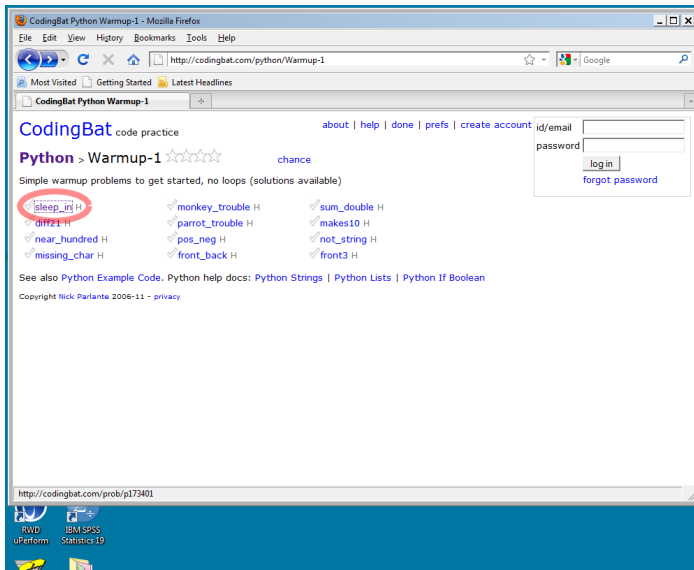 CodingBat Python Warmup-1 - Mozilla Firefox
File Edit View History Bookmarks Tools Help
http://codingbat.com/python/Warmup-1
Google
Most Visited Getting Started Latest Headlines
CodingBat Python Warmup-1
CodingBat code practice
about | help | done | prefs | create account
id/email
password
log in
forgot password
Python > Warmup-1
chance
Simple warmup problems to get started, no loops (solutions available)
sleep_in H monkey_trouble H sum_double H
diff21 H parrot_trouble H makes10 H
near_hundred H pos_neg H not_string H
missing_char H front_back H front3 H
See also Python Example Code. Python help docs: Python Strings | Python Lists | Python If Boolean
Copyright Nick Parlante 2006-11 - privacy
http://codingbat.com/prob/p173401
RWD
uPerform
IBM SPSS
Statistics 19